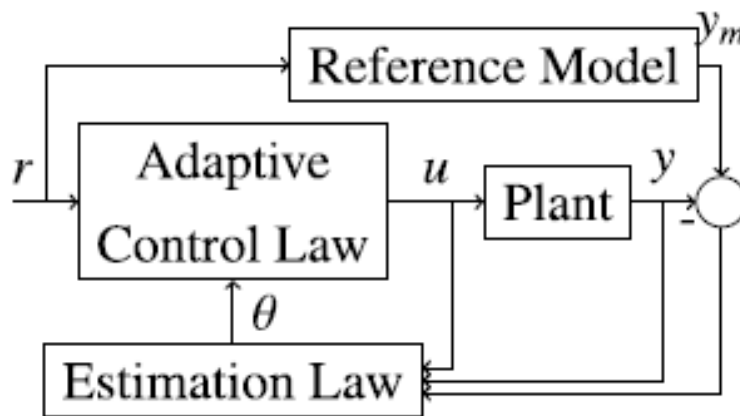 y_m
Reference Model
r
Adaptive
Control Law
u
Plant
y
-
θ
Estimation Law